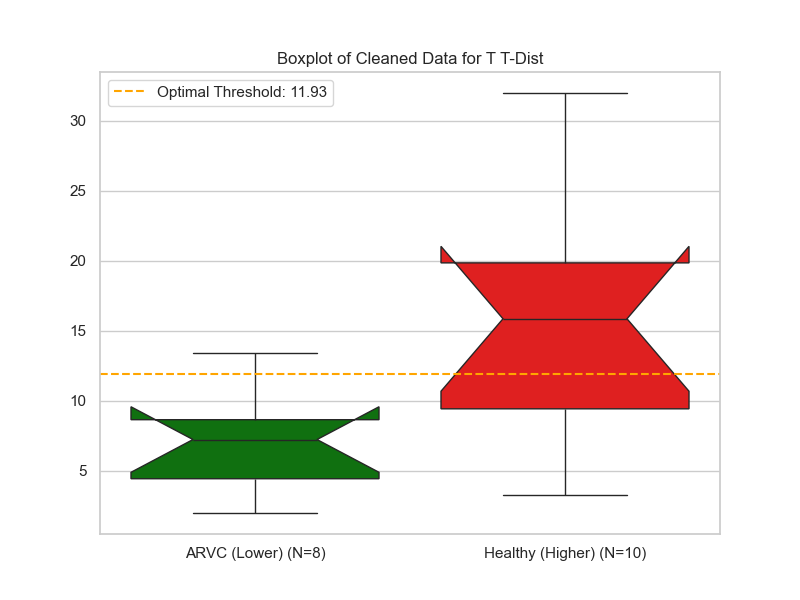 Boxplot of Cleaned Data for T T-Dist
Optimal Threshold: 11.93
30
25
20
15
10
5
ARVC (Lower) (N=8)
Healthy (Higher) (N=10)